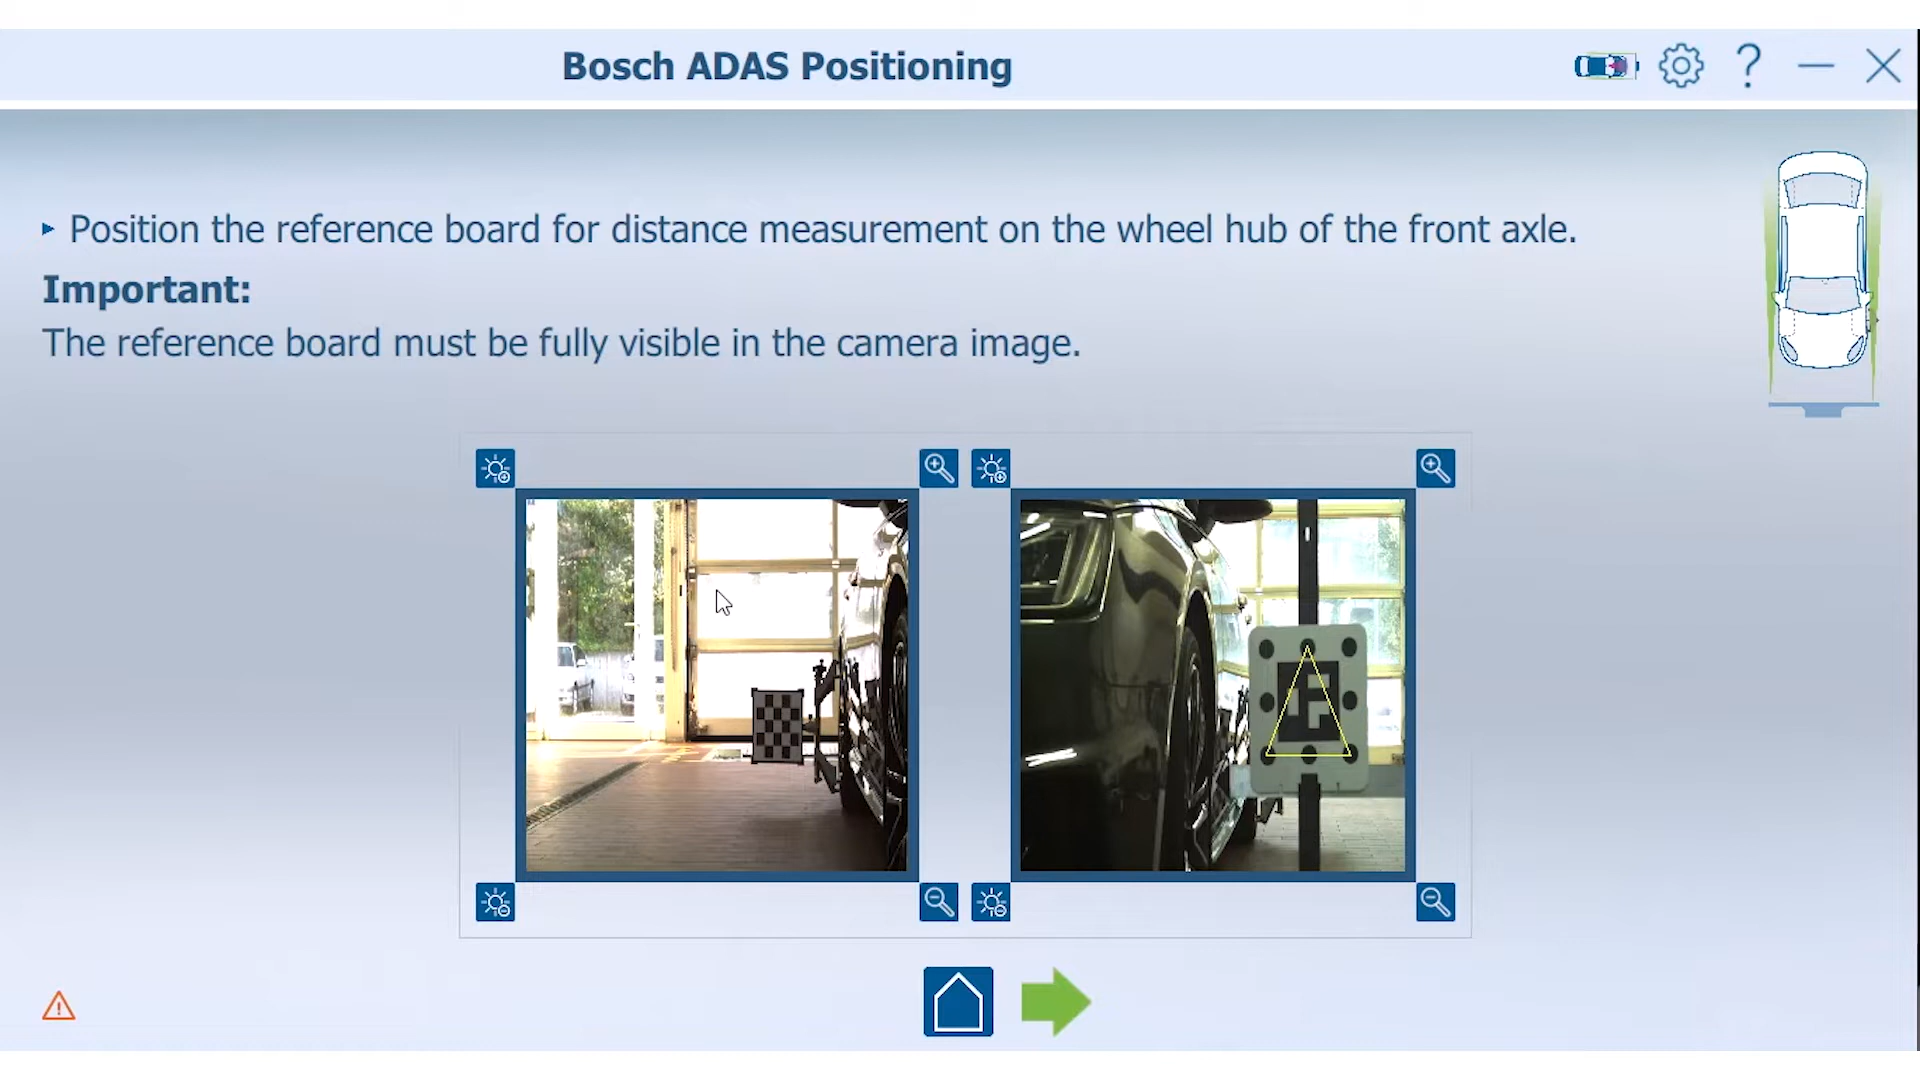 Bosch ADAS Positioning
Position the reference board for distance measurement on the wheel hub of the front axle.
Important:
The reference board must be fully visible in the camera image.